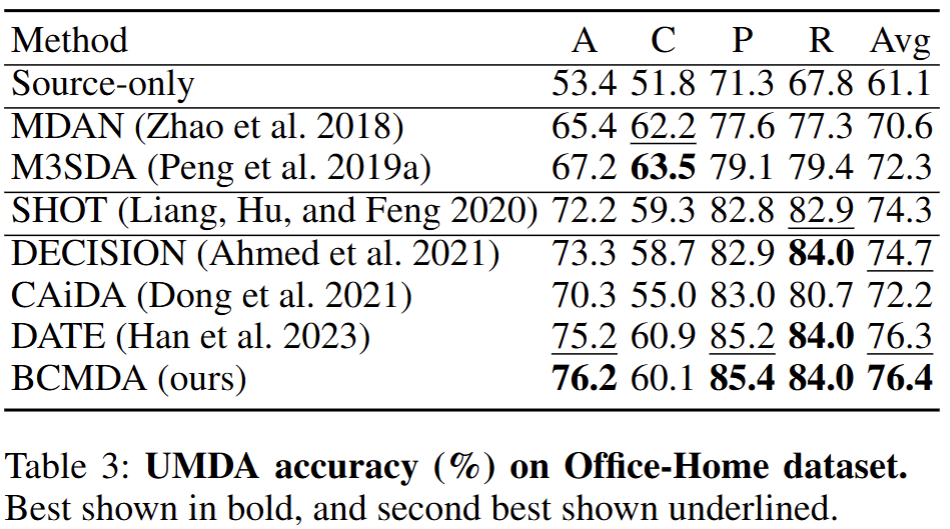 Method A C P R Avg
Source-only 53.4 51.8 71.3 67.8 61.1
MDAN (Zhao et al. 2018) 65.4 62.2 77.6 77.3 70.6
M3SDA (Peng et al. 2019a) 67.2 63.5 79.1 79.4 72.3
SHOT (Liang, Hu, and Feng 2020) 72.2 59.3 82.8 82.9 74.3
DECISION (Ahmed et al. 2021) 73.3 58.7 82.9 84.0 74.7
CAiDA (Dong et al. 2021) 70.3 55.0 83.0 80.7 72.2
DATE (Han et al. 2023) 75.2 60.9 85.2 84.0 76.3
BCMDA (ours) 76.2 60.1 85.4 84.0 76.4
Table 3: UMDA accuracy (%) on Office-Home dataset.
Best shown in bold, and second best shown underlined.